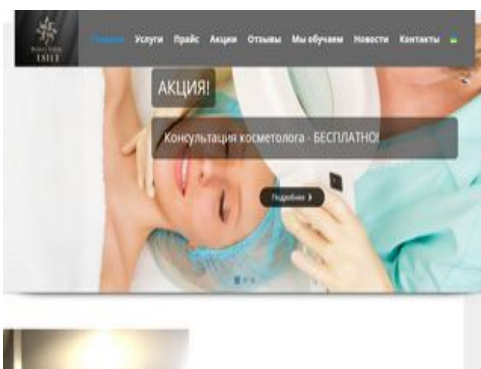 Главная Услуги Прайс Акции Отзывы Мы обучаем Новости Контакты
АКЦИЯ!
Консультация косметолога - БЕСПЛАТНО!
Подробнее